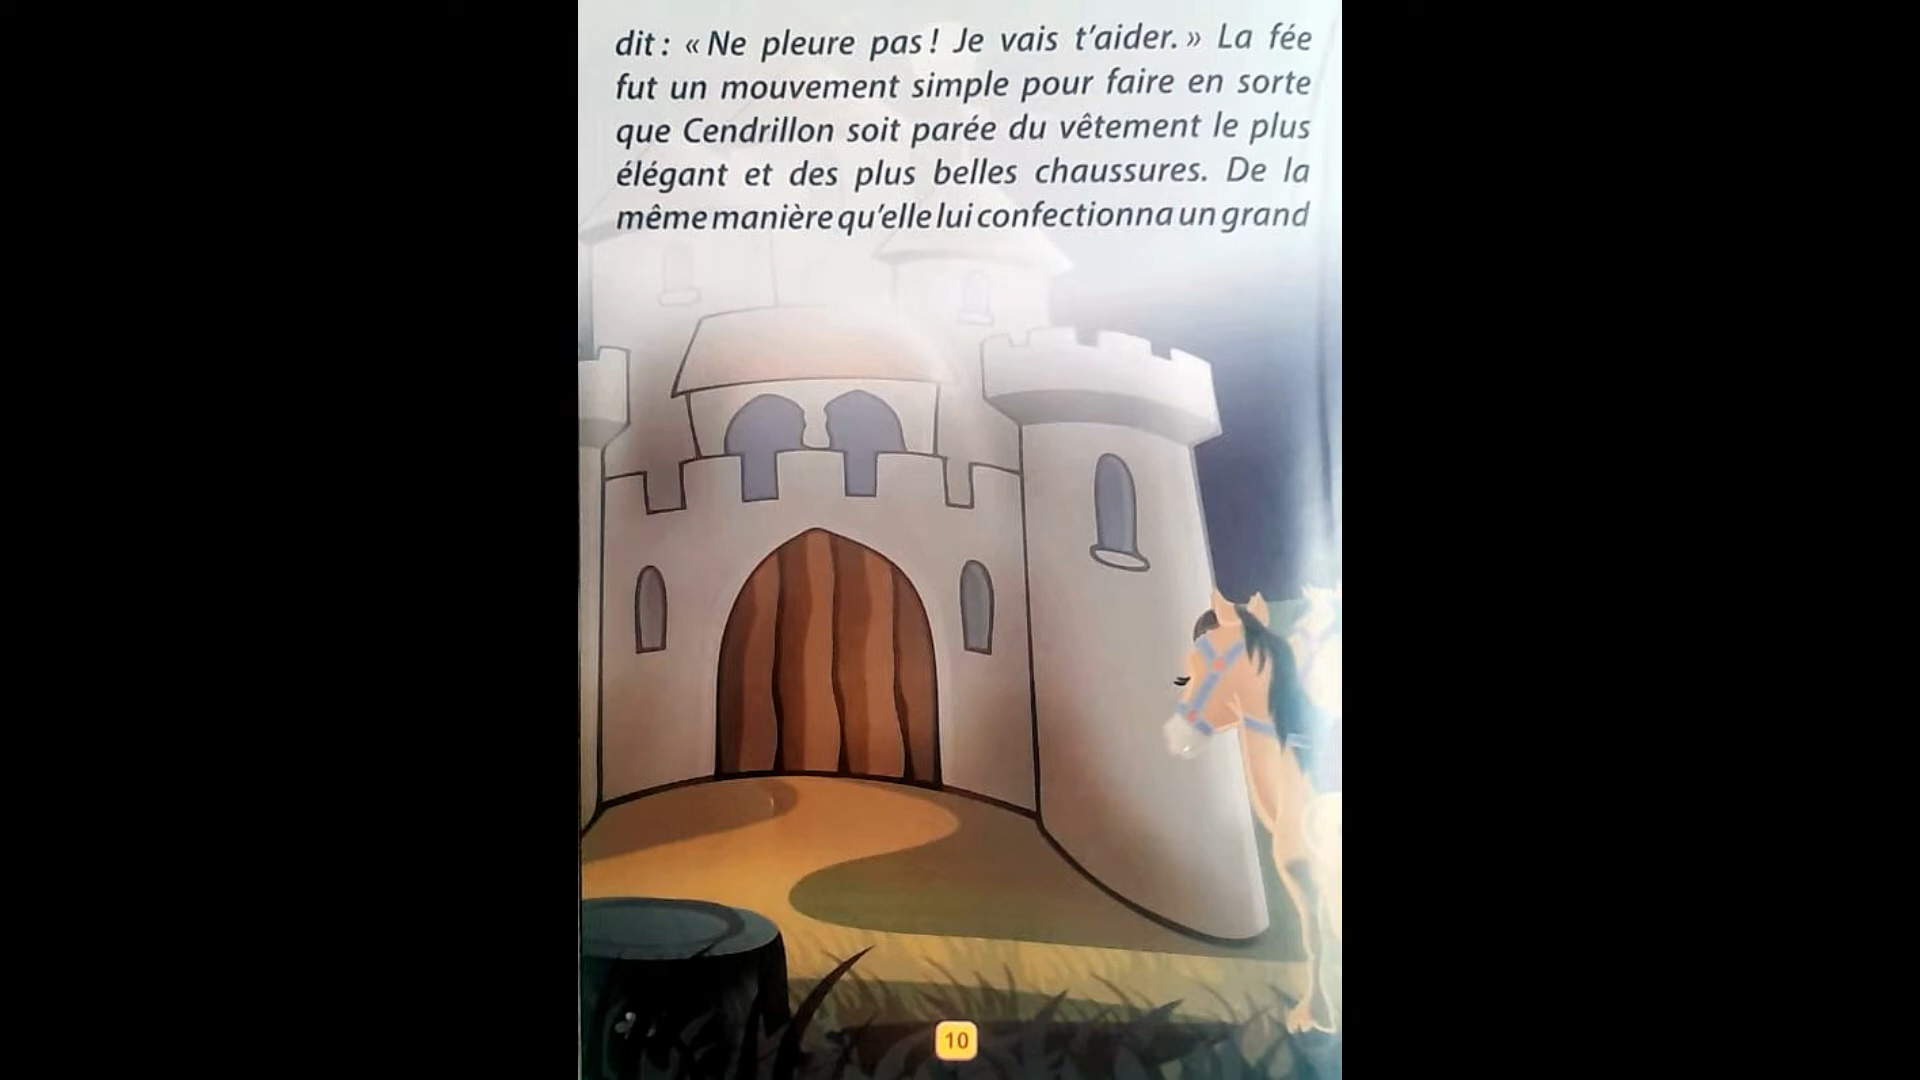 dit : « Ne pleure pas ! Je vais t’aider. » La fée
fut un mouvement simple pour faire en sorte
que Cendrillon soit parée du vêtement le plus
élégant et des plus belles chaussures. De la
même manière qu’elle lui confectionna un grand
10